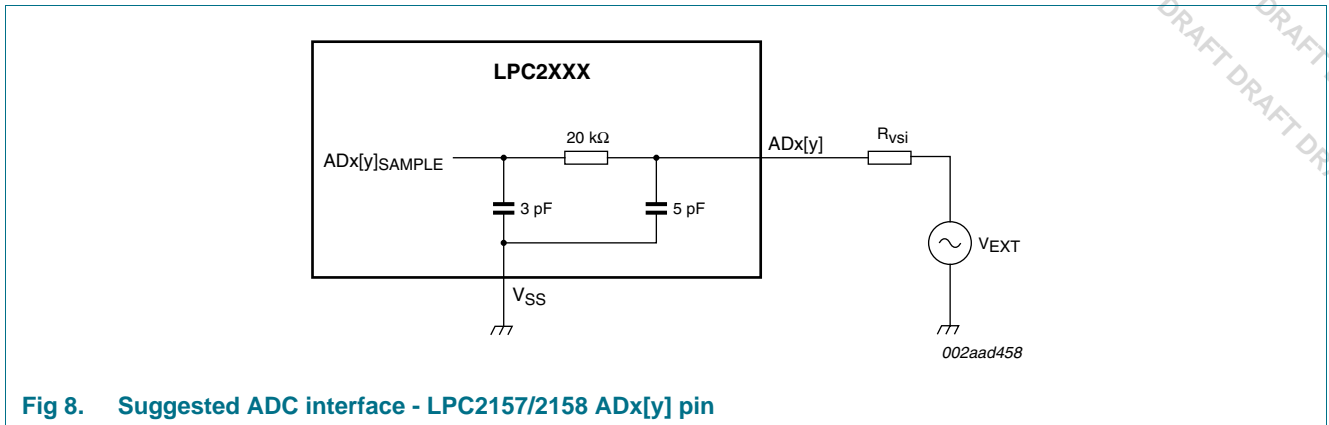 DRAFT DRAFT DRAFT
DRAFT
LPC2XXX
20 kΩ
ADx[y]
Rvsi
ADx[y]SAMPLE
3 pF
5 pF
VEXT
VSS
002aad458
Fig 8. Suggested ADC interface - LPC2157/2158 ADx[y] pin